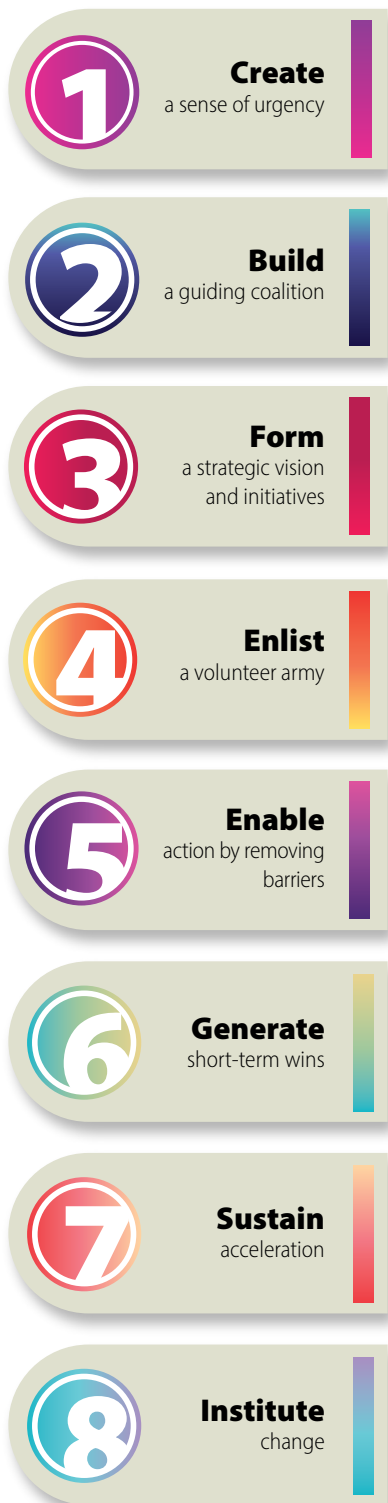 1
Create
a sense of urgency
2
Build
a guiding coalition
3
Form
a strategic vision
and initiatives
4
Enlist
a volunteer army
5
Enable
action by removing
barriers
6
Generate
short-term wins
7
Sustain
acceleration
8
Institute
change